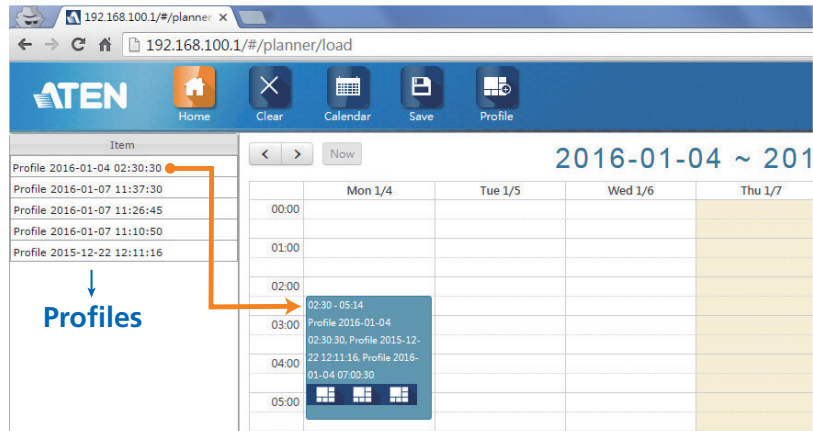 192.168.100.1/#/planner
192.168.100.1/#/planner/load
ATEN
Home
Clear
Calendar
Save
Profile
Item
Profile 2016-01-04 02:30:30
Profile 2016-01-07 11:37:30
Profile 2016-01-07 11:26:45
Profile 2016-01-07 11:10:50
Profile 2015-12-22 12:11:16
Profiles
< > Now
2016-01-04 ~ 201
Mon 1/4 Tue 1/5 Wed 1/6 Thu 1/7
00:00
01:00
02:00
03:00
04:00
05:00
02:30 - 05:14
Profile 2016-01-04
02:30:30, Profile 2015-12-
22 12:11:16, Profile 2016-
01-04 07:00:30